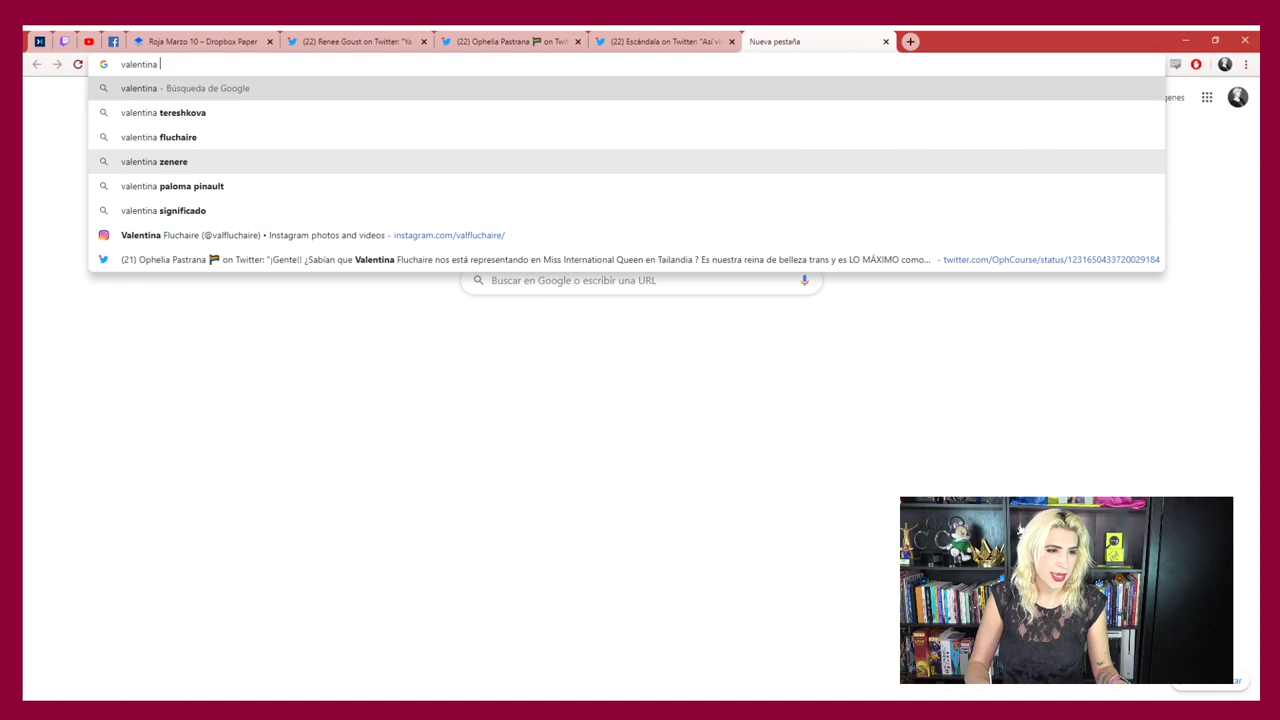 Roja Marzo 10 – Dropbox Paper
(22) Renee Goust on Twitter: "Ya
(22) Ophelia Pastrana 🏴 on Twit
(22) Escándala on Twitter: "Así vi
Nueva pestaña
valentina
valentina - Búsqueda de Google
valentina tereshkova
valentina fluchaire
valentina zenere
valentina paloma pinault
valentina significado
Valentina Fluchaire (@valfluchaire) • Instagram photos and videos - instagram.com/valfluchaire/
(21) Ophelia Pastrana 🏴 on Twitter: "¡Gente!! ¿Sabían que Valentina Fluchaire nos está representando en Miss International Queen en Tailandia ? Es nuestra reina de belleza trans y es LO MÁXIMO como... - twitter.com/OphCourse/status/1231650433720029184
Buscar en Google o escribir una URL